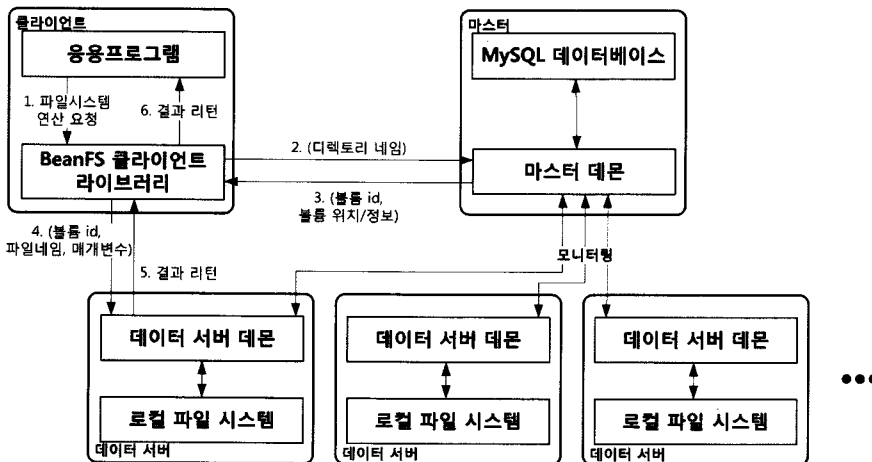 클라이언트
응용프로그램
1. 파일시스템
연산 요청
6. 결과 리턴
BeanFS 클라이언트
라이브러리
마스터
MySQL 데이터베이스
2. (디렉토리 네임)
마스터 데몬
3. (볼륨 id,
볼륨 위치/정보)
4. (볼륨 id,
파일네임, 매개변수)
5. 결과 리턴
모니터링
데이터 서버 데몬
로컬 파일 시스템
데이터 서버
데이터 서버 데몬
로컬 파일 시스템
데이터 서버
데이터 서버 데몬
로컬 파일 시스템
데이터 서버